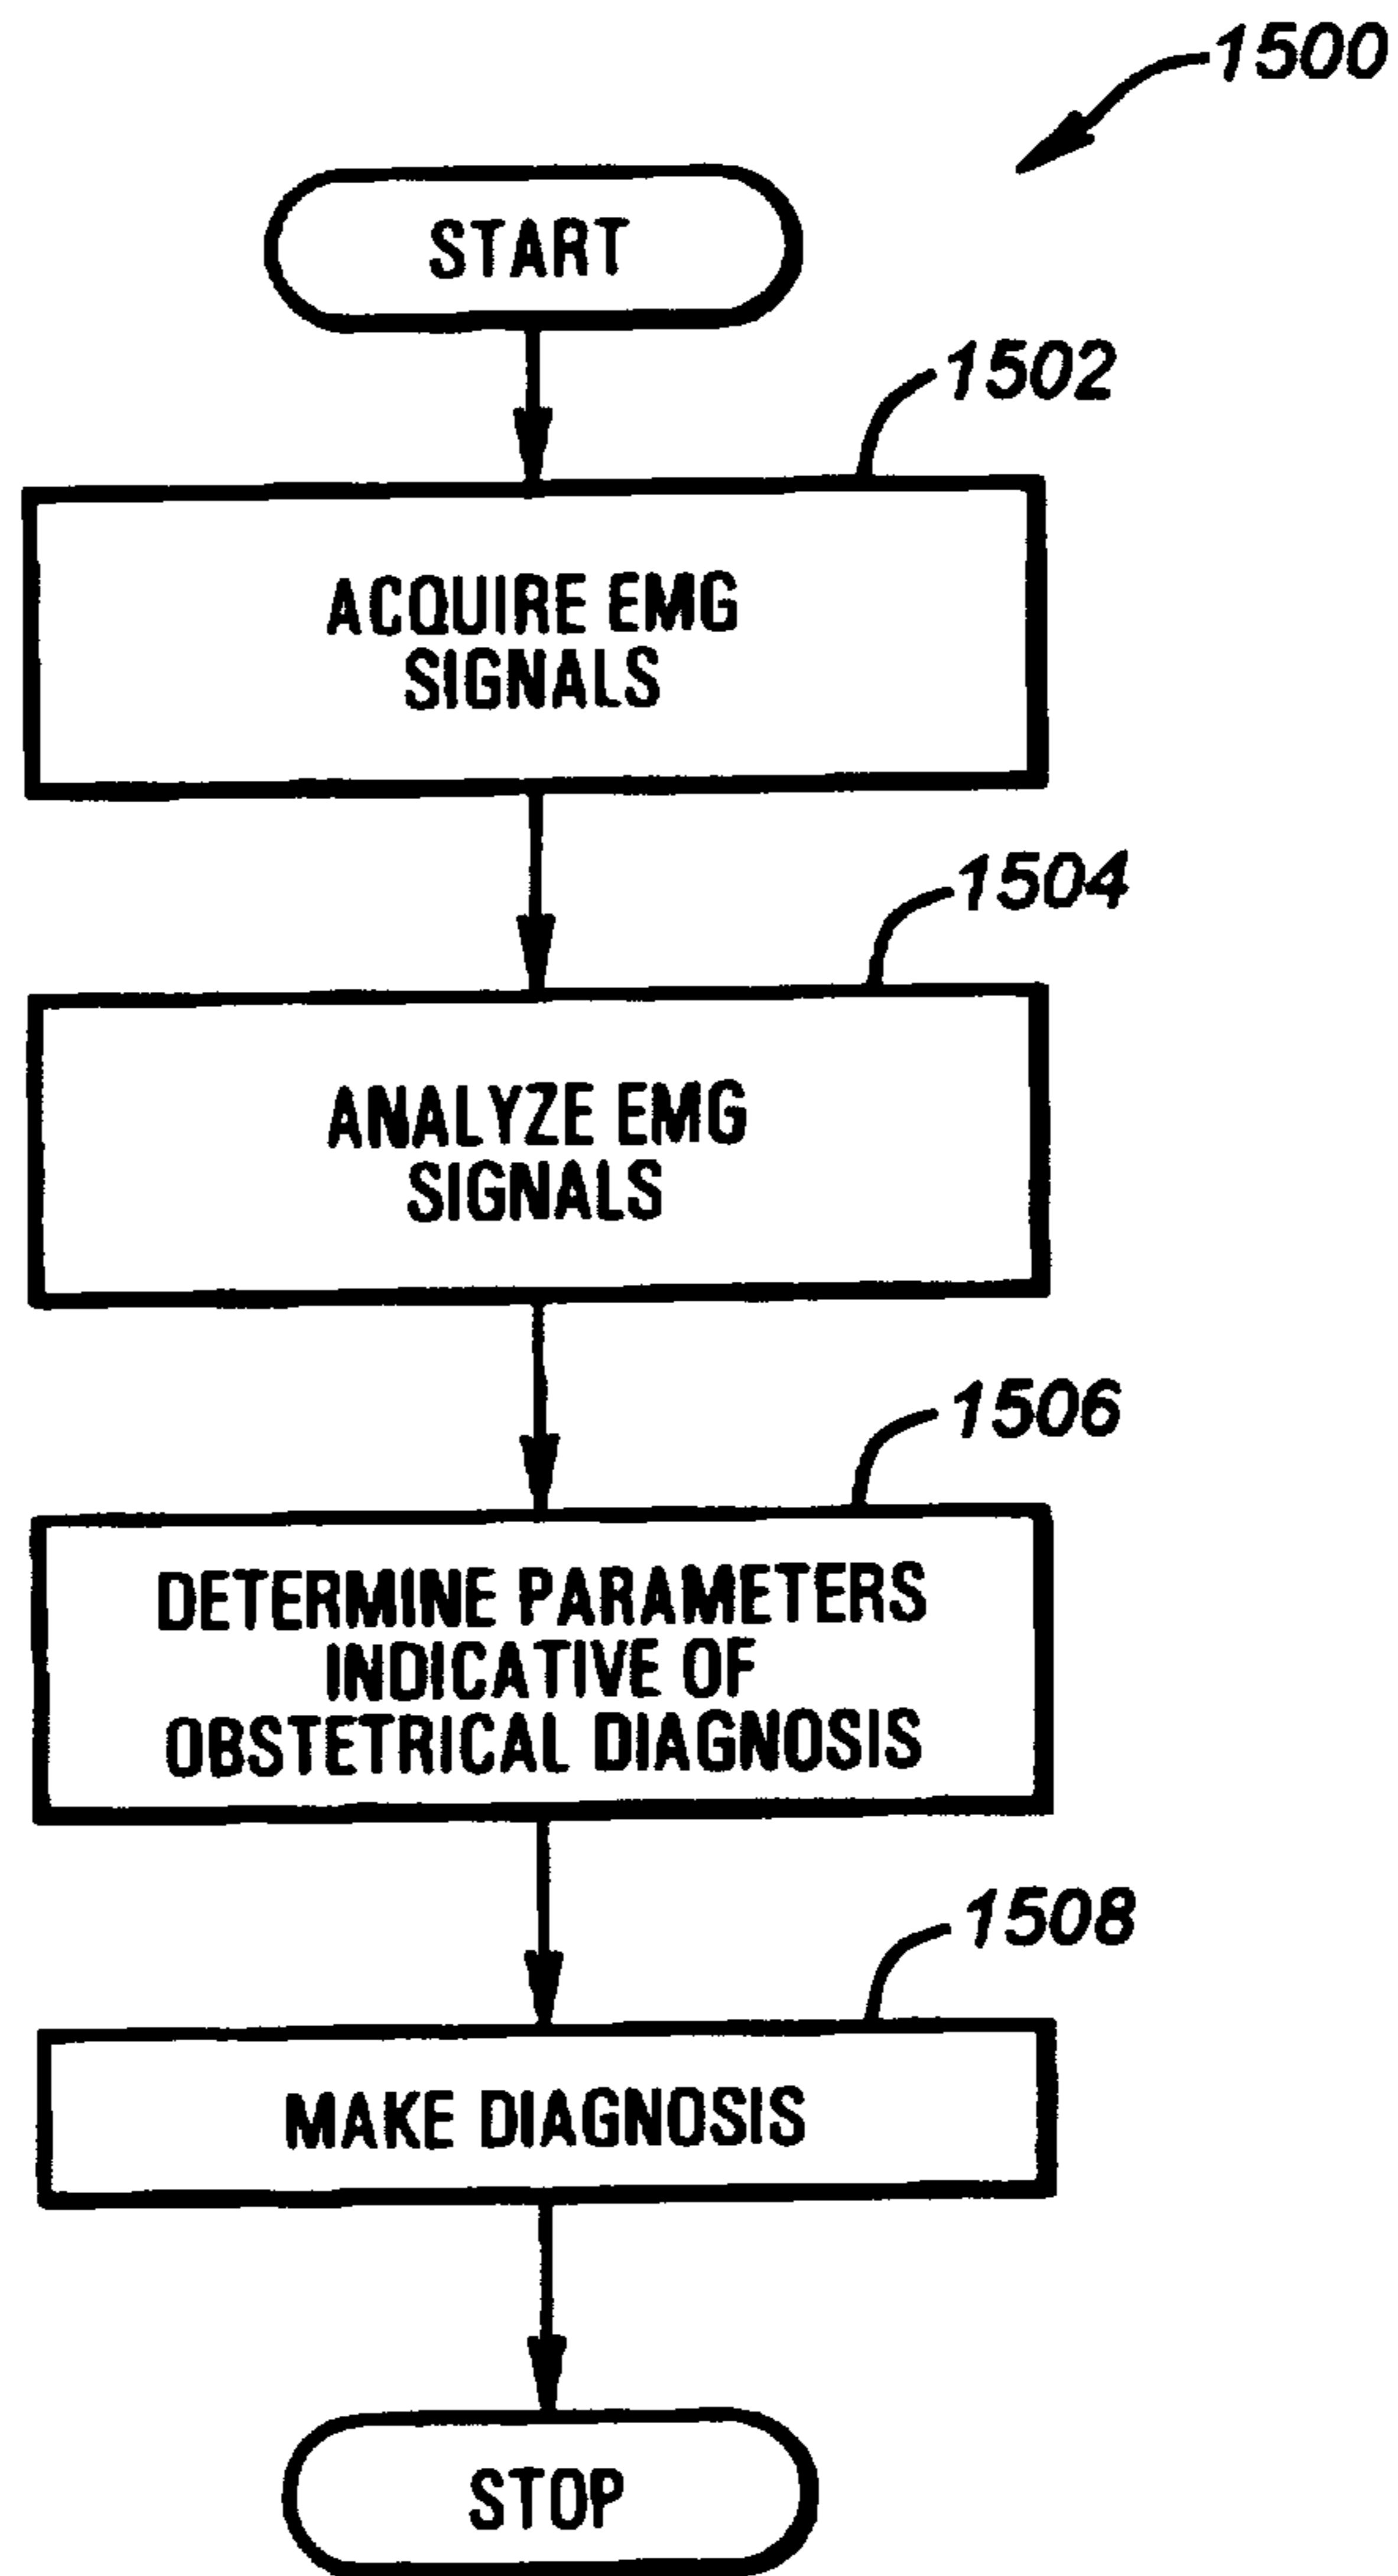 1500
START
1502
ACQUIRE EMG
SIGNALS
1504
ANALYZE EMG
SIGNALS
1506
DETERMINE PARAMETERS
INDICATIVE OF
OBSTETRICAL DIAGNOSIS
1508
MAKE DIAGNOSIS
STOP